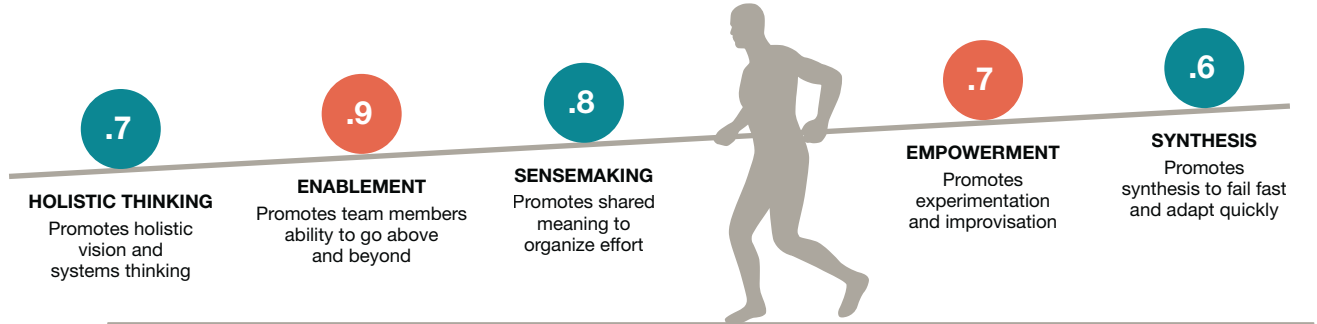 .7
HOLISTIC THINKING
Promotes holistic
vision and
systems thinking
.9
ENABLEMENT
Promotes team members
ability to go above
and beyond
.8
SENSEMAKING
Promotes shared
meaning to
organize effort
.7
EMPOWERMENT
Promotes
experimentation
and improvisation
.6
SYNTHESIS
Promotes
synthesis to fail fast
and adapt quickly